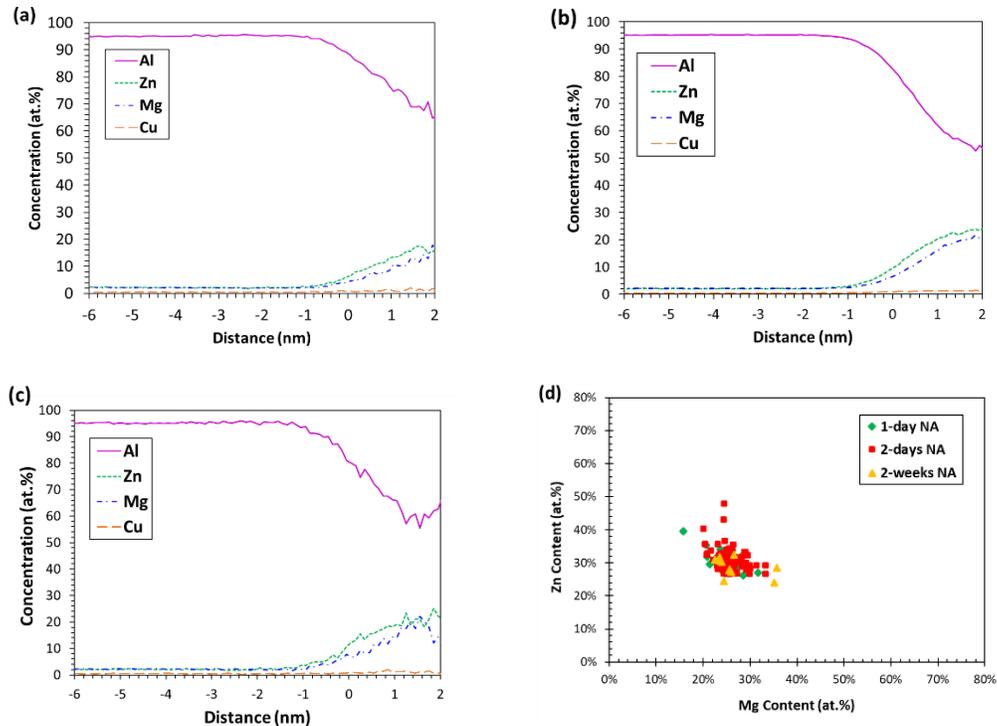 (a)
100
90
80
70
60
50
40
30
20
10
0
Concentration (at.%)
Al
Zn
Mg
Cu
-6 -5 -4 -3 -2 -1 0 1 2
Distance (nm)
(b)
100
90
80
70
60
50
40
30
20
10
0
Concentration (at.%)
Al
Zn
Mg
Cu
-6 -5 -4 -3 -2 -1 0 1 2
Distance (nm)
(c)
100
90
80
70
60
50
40
30
20
10
0
Concentration (at.%)
Al
Zn
Mg
Cu
-6 -5 -4 -3 -2 -1 0 1 2
Distance (nm)
(d)
80%
70%
60%
50%
40%
30%
20%
10%
0%
Zn Content (at.%)
1-day NA
2-days NA
2-weeks NA
0% 10% 20% 30% 40% 50% 60% 70% 80%
Mg Content (at.%)